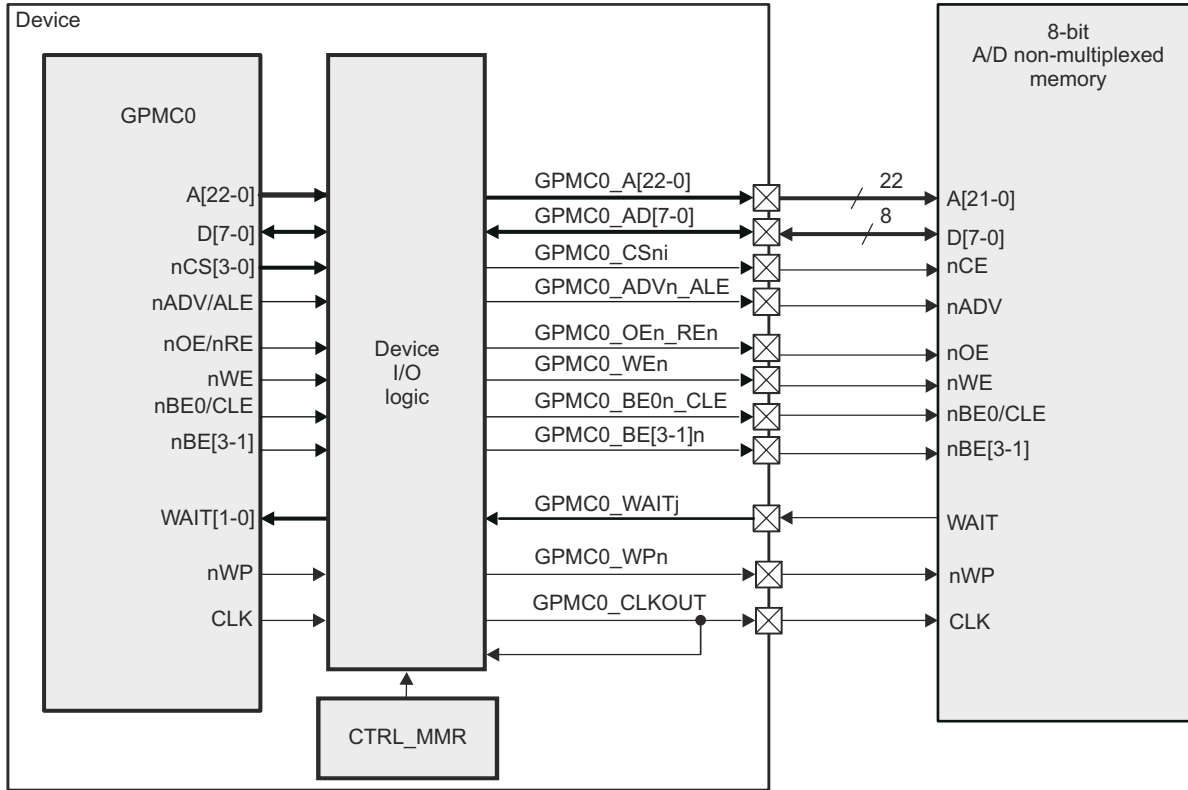 Device
GPMC0
A[22-0]
D[7-0]
nCS[3-0]
nADV/ALE
nOE/nRE
nWE
nBE0/CLE
nBE[3-1]
WAIT[1-0]
nWP
CLK
Device
I/O
logic
CTRL_MMR
GPMC0_A[22-0]
GPMC0_AD[7-0]
GPMC0_CSni
GPMC0_ADVn_ALE
GPMC0_OEn_REn
GPMC0_WEn
GPMC0_BE0n_CLE
GPMC0_BE[3-1]n
GPMC0_WAITj
GPMC0_WPn
GPMC0_CLKOUT
22
8
8-bit
A/D non-multiplexed
memory
A[21-0]
D[7-0]
nCE
nADV
nOE
nWE
nBE0/CLE
nBE[3-1]
WAIT
nWP
CLK